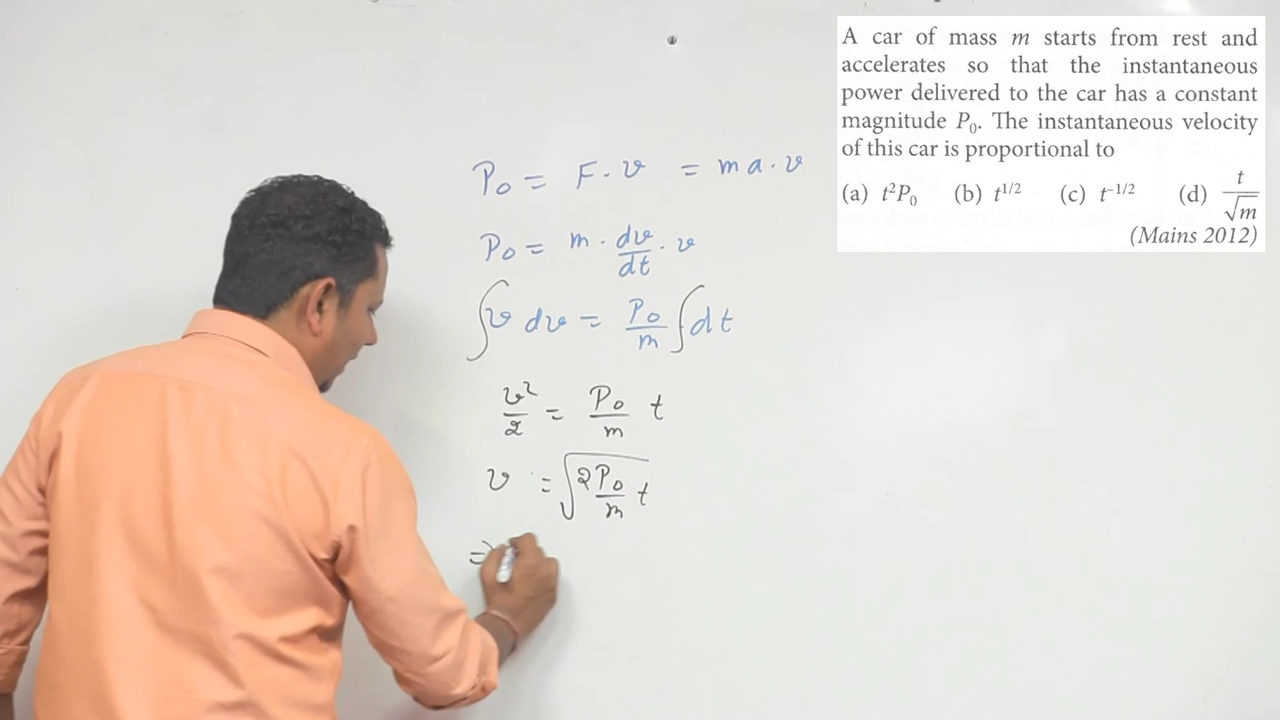 A car of mass m starts from rest and
accelerates so that the instantaneous
power delivered to the car has a constant
magnitude P₀. The instantaneous velocity
of this car is proportional to
(a) t²P₀ (b) t^1/2 (c) t^-1/2 (d) t/√m
(Mains 2012)
P₀ = F · v = ma · v
P₀ = m · dv/dt · v
∫v dv = P₀/m ∫dt
v²/2 = P₀/m t
v = √(2P₀/m t)
⇒